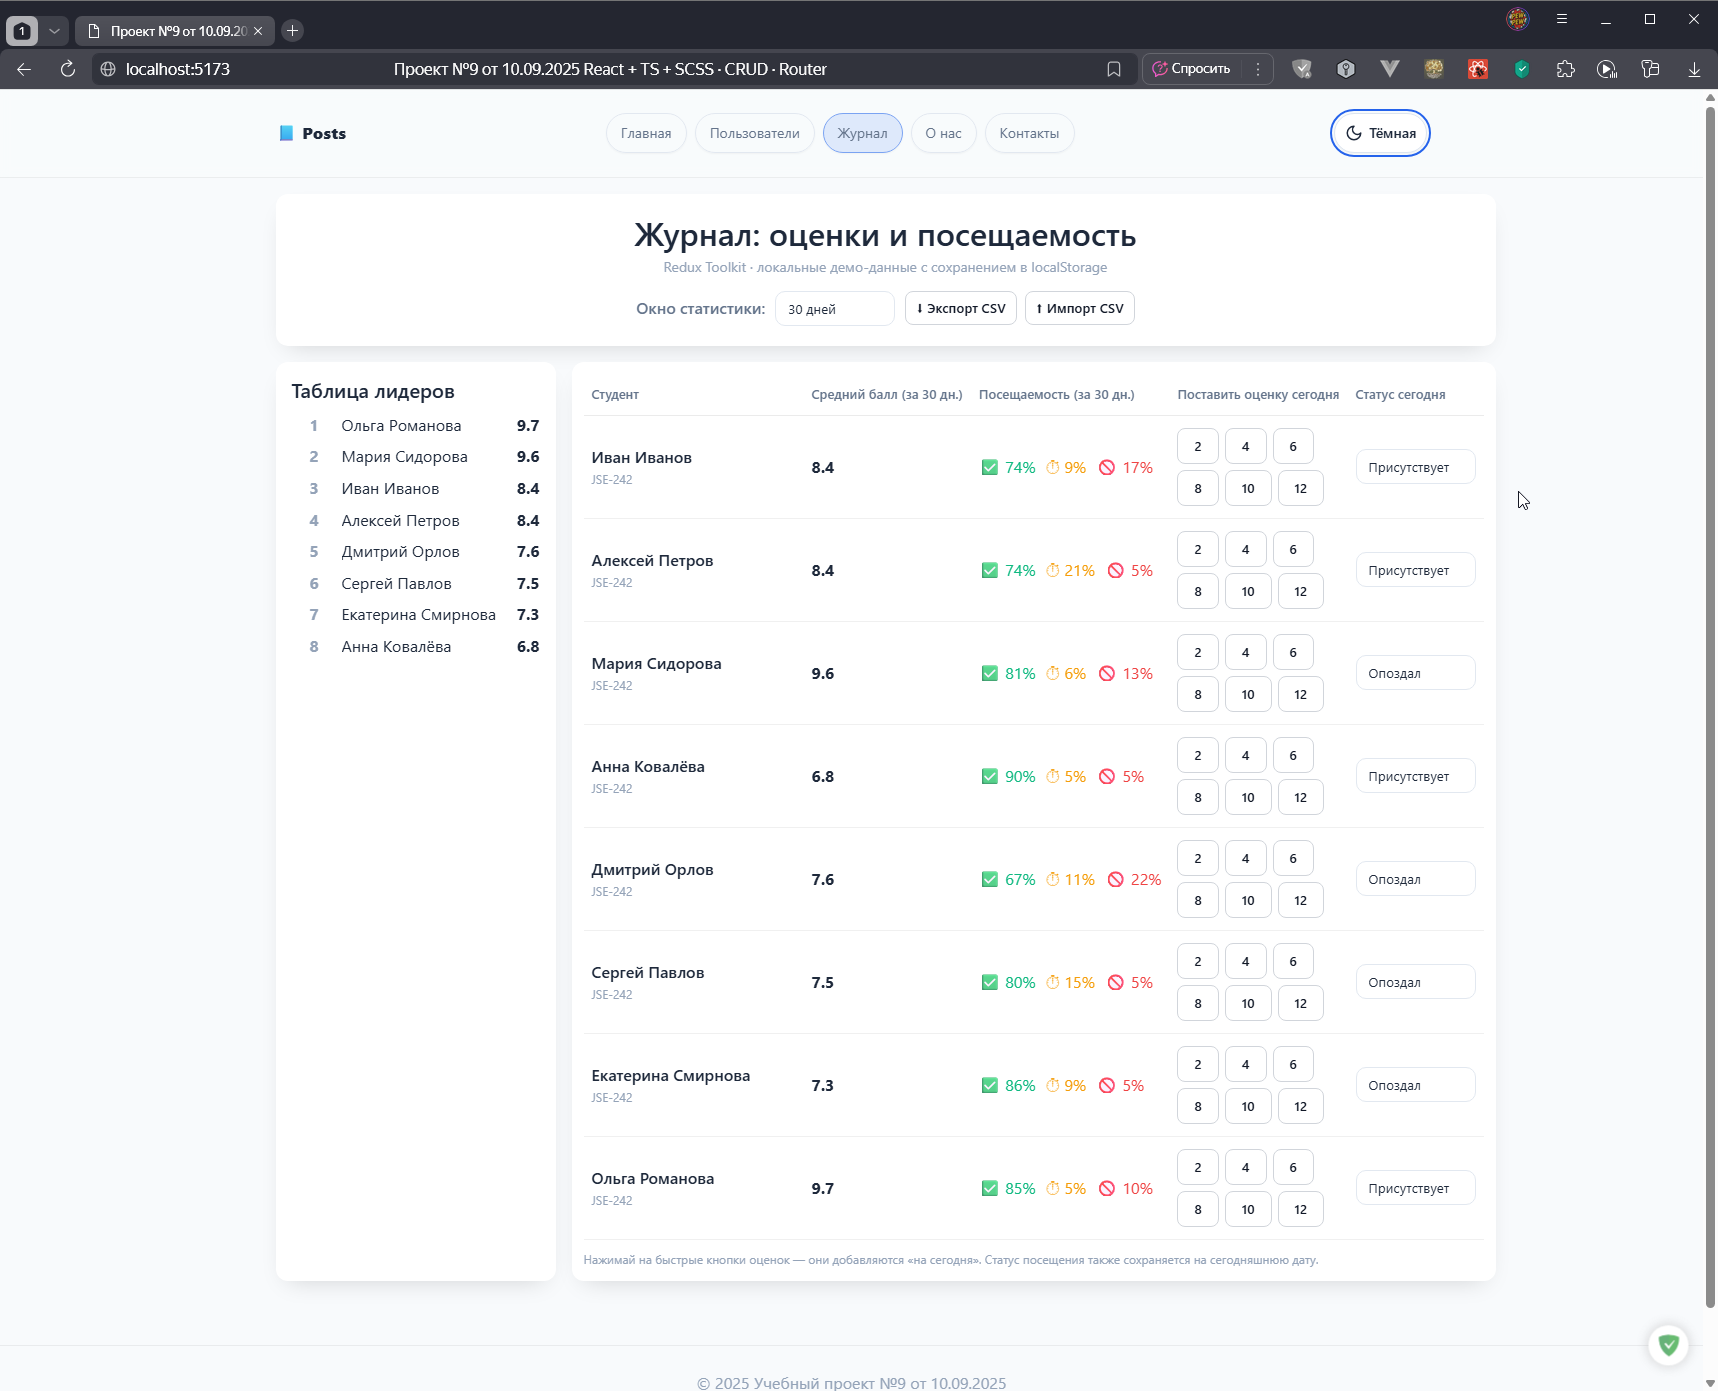 1
Проект №9 от 10.09.20
localhost:5173
Проект №9 от 10.09.2025 React + TS + SCSS · CRUD · Router
Спросить
Posts
Главная
Пользователи
Журнал
О нас
Контакты
Тёмная
Журнал: оценки и посещаемость
Redux Toolkit · локальные демо-данные с сохранением в localStorage
Окно статистики:
30 дней
⬇ Экспорт CSV
⬆ Импорт CSV
Таблица лидеров
1 Ольга Романова 9.7
2 Мария Сидорова 9.6
3 Иван Иванов 8.4
4 Алексей Петров 8.4
5 Дмитрий Орлов 7.6
6 Сергей Павлов 7.5
7 Екатерина Смирнова 7.3
8 Анна Ковалёва 6.8
Студент Средний балл (за 30 дн.) Посещаемость (за 30 дн.) Поставить оценку сегодня Статус сегодня
Иван Иванов
JSE-242
8.4
✅ 74% ⏱ 9% 🚫 17%
2 4 6
8 10 12
Присутствует
Алексей Петров
JSE-242
8.4
✅ 74% ⏱ 21% 🚫 5%
2 4 6
8 10 12
Присутствует
Мария Сидорова
JSE-242
9.6
✅ 81% ⏱ 6% 🚫 13%
2 4 6
8 10 12
Опоздал
Анна Ковалёва
JSE-242
6.8
✅ 90% ⏱ 5% 🚫 5%
2 4 6
8 10 12
Присутствует
Дмитрий Орлов
JSE-242
7.6
✅ 67% ⏱ 11% 🚫 22%
2 4 6
8 10 12
Опоздал
Сергей Павлов
JSE-242
7.5
✅ 80% ⏱ 15% 🚫 5%
2 4 6
8 10 12
Опоздал
Екатерина Смирнова
JSE-242
7.3
✅ 86% ⏱ 9% 🚫 5%
2 4 6
8 10 12
Опоздал
Ольга Романова
JSE-242
9.7
✅ 85% ⏱ 5% 🚫 10%
2 4 6
8 10 12
Присутствует
Нажимай на быстрые кнопки оценок — они добавляются «на сегодня». Статус посещения также сохраняется на сегодняшнюю дату.
© 2025 Учебный проект №9 от 10.09.2025